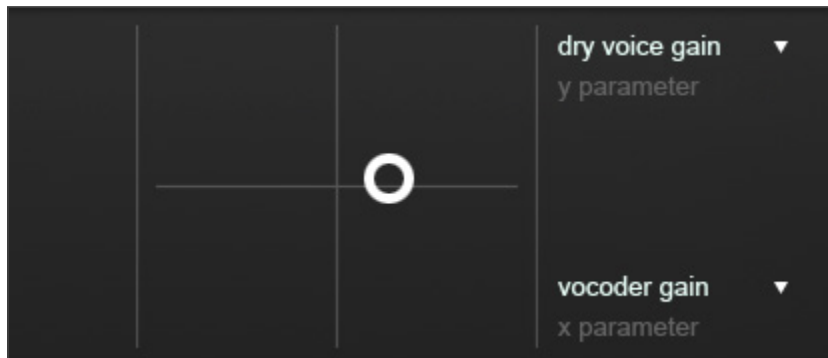 dry voice gain
y parameter
vocoder gain
x parameter